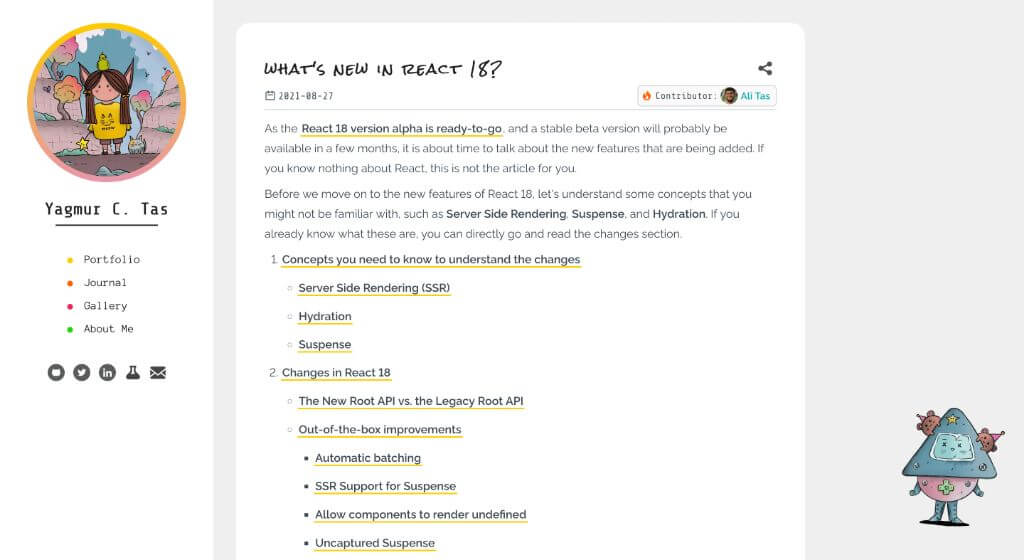 Yagmur C. Tas
Portfolio
Journal
Gallery
About Me
WHAT'S NEW IN REACT 18?
2021-08-27
Contributor: Ali Tas
As the React 18 version alpha is ready-to-go, and a stable beta version will probably be
available in a few months, it is about time to talk about the new features that are being added. If
you know nothing about React, this is not the article for you.
Before we move on to the new features of React 18, let's understand some concepts that you
might not be familiar with, such as Server Side Rendering, Suspense, and Hydration. If you
already know what these are, you can directly go and read the changes section.
1. Concepts you need to know to understand the changes
Server Side Rendering (SSR)
Hydration
Suspense
2. Changes in React 18
The New Root API vs. the Legacy Root API
Out-of-the-box improvements
Automatic batching
SSR Support for Suspense
Allow components to render undefined
Uncaptured Suspense